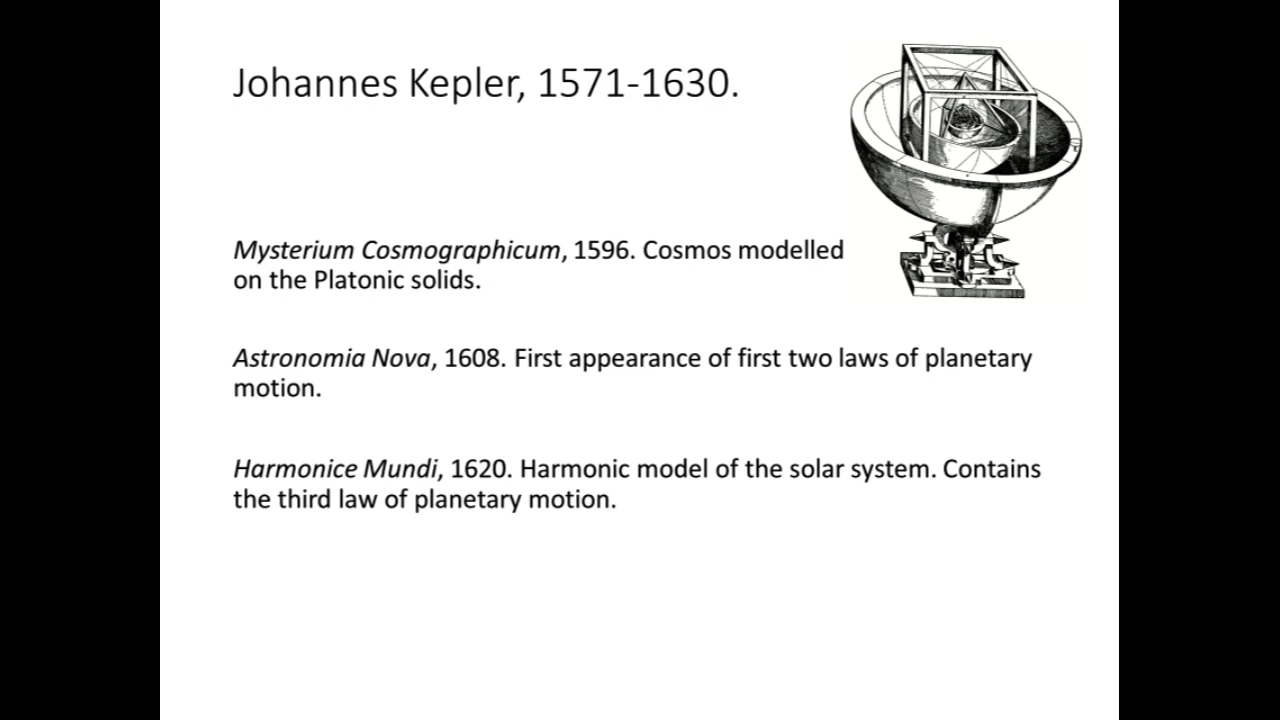 Johannes Kepler, 1571-1630.
Mysterium Cosmographicum, 1596. Cosmos modelled
on the Platonic solids.
Astronomia Nova, 1608. First appearance of first two laws of planetary
motion.
Harmonice Mundi, 1620. Harmonic model of the solar system. Contains
the third law of planetary motion.